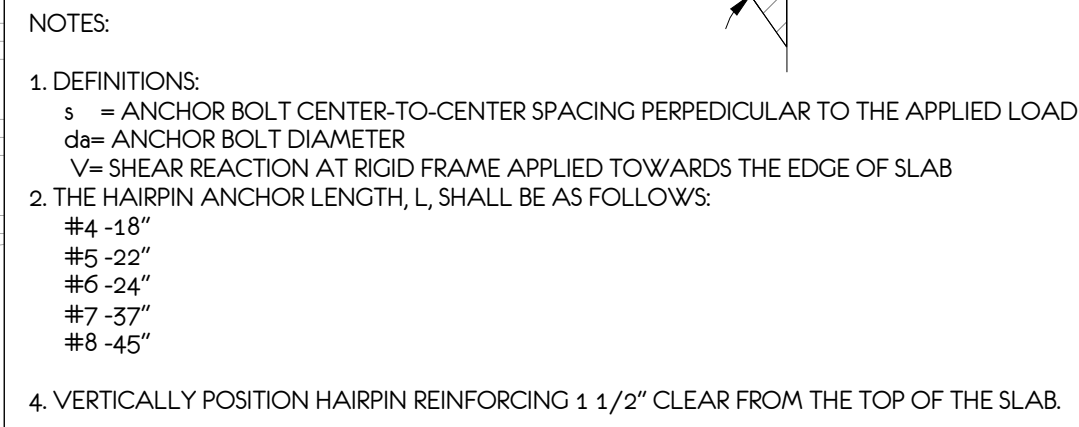 NOTES:
1. DEFINITIONS:
s = ANCHOR BOLT CENTER-TO-CENTER SPACING PERPEDICULAR TO THE APPLIED LOAD
da= ANCHOR BOLT DIAMETER
V= SHEAR REACTION AT RIGID FRAME APPLIED TOWARDS THE EDGE OF SLAB
2. THE HAIRPIN ANCHOR LENGTH, L, SHALL BE AS FOLLOWS:
#4 -18"
#5 -22"
#6 -24"
#7 -37"
#8 -45"
4. VERTICALLY POSITION HAIRPIN REINFORCING 1 1/2" CLEAR FROM THE TOP OF THE SLAB.